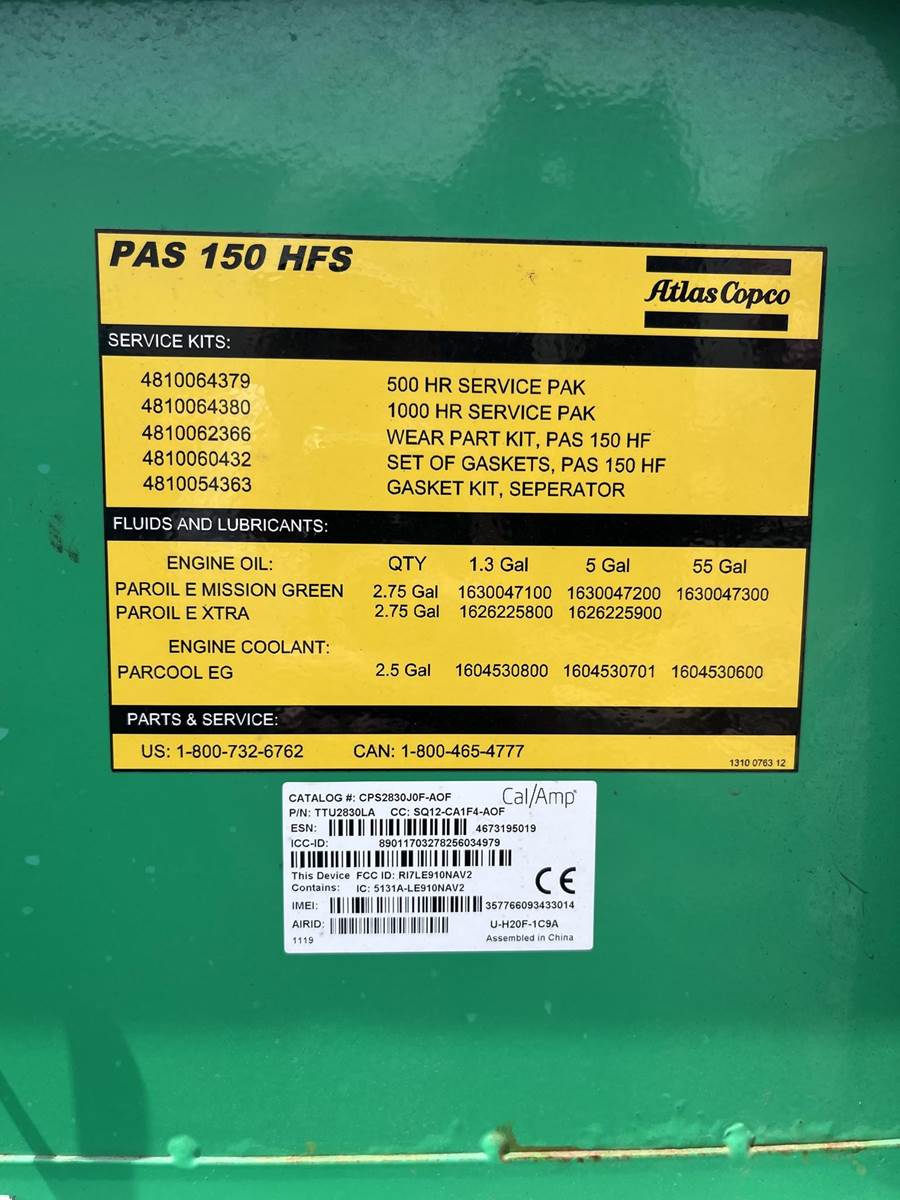 PAS 150 HFS
Atlas Copco
SERVICE KITS:
4810064379 500 HR SERVICE PAK
4810064380 1000 HR SERVICE PAK
4810062366 WEAR PART KIT, PAS 150 HF
4810060432 SET OF GASKETS, PAS 150 HF
4810054363 GASKET KIT, SEPERATOR
FLUIDS AND LUBRICANTS:
ENGINE OIL: QTY 1.3 Gal 5 Gal 55 Gal
PAROIL E MISSION GREEN 2.75 Gal 1630047100 1630047200 1630047300
PAROIL E XTRA 2.75 Gal 1626225800 1626225900
ENGINE COOLANT:
PARCOOL EG 2.5 Gal 1604530800 1604530701 1604530600
PARTS & SERVICE:
US: 1-800-732-6762 CAN: 1-800-465-4777
1310 0763 12
CATALOG #: CPS2830J0F-AOF Cal/Amp®
P/N: TTU2830LA CC: SQ12-CA1F4-AOF
ESN: 4673195019
ICC-ID: 89011703278256034979
This Device FCC ID: RI7LE910NAV2
Contains: IC: 5131A-LE910NAV2
CE
IMEI: 357766093433014
AIRID: U-H20F-1C9A
1119 Assembled in China